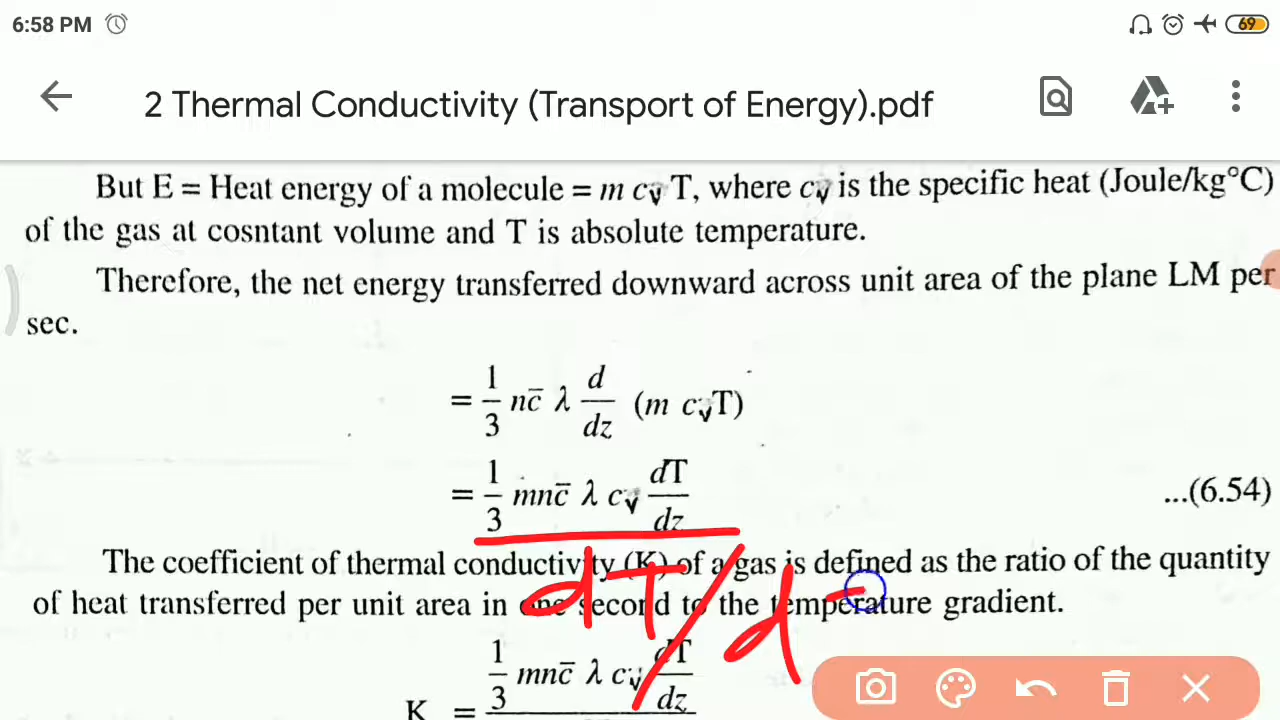 6:58 PM 69
2 Thermal Conductivity (Transport of Energy).pdf
But E = Heat energy of a molecule = m cᵥ T, where cᵥ is the specific heat (Joule/kg°C)
of the gas at cosntant volume and T is absolute temperature.
Therefore, the net energy transferred downward across unit area of the plane LM per
sec.
= 1/3 nc̄ λ d/dz (m cᵥT)
= 1/3 mnc̄ λ cᵥ dT/dz ...(6.54)
The coefficient of thermal conductivity (K) of a gas is defined as the ratio of the quantity
of heat transferred per unit area in one second to the temperature gradient.
dT/d
K = 1/3 mnc̄ λ cᵥ dT/dz